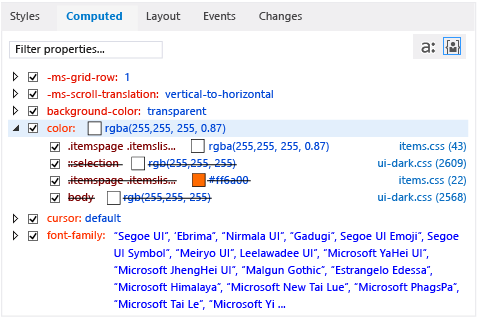 Styles Computed Layout Events Changes
Filter properties... a:
-ms-grid-row: 1
-ms-scroll-translation: vertical-to-horizontal
background-color: transparent
color: rgba(255,255, 255, 0.87)
.itemspage .itemslis... rgba(255,255, 255, 0.87) items.css (43)
::selection rgb(255,255, 255) ui-dark.css (2609)
.itemspage .itemslis... #ff6a00 items.css (22)
body rgb(255,255, 255) ui-dark.css (2568)
cursor: default
font-family: "Segoe UI", "Ebrima", "Nirmala UI", "Gadugi", Segoe UI Emoji", Segoe
UI Symbol", "Meiryo UI", Leelawadee UI", "Microsoft YaHei UI",
"Microsoft JhengHei UI", "Malgun Gothic", "Estrangelo Edessa",
"Microsoft Himalaya", "Microsoft New Tai Lue", "Microsoft PhagsPa",
"Microsoft Tai Le", "Microsoft Yi ...